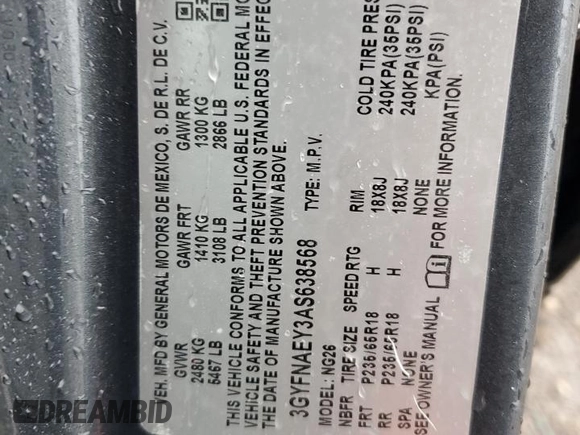 VEH. MFD BY GENERAL MOTORS DE MEXICO, S. DE R.L. DE C.V.
GVWR GAWR FRT GAWR RR
2480 KG 1410 KG 1300 KG
5467 LB 3108 LB 2866 LB
THIS VEHICLE CONFORMS TO ALL APPLICABLE U.S. FEDERAL MO
VEHICLE SAFETY AND THEFT PREVENTION STANDARDS IN EFFEC
THE DATE OF MANUFACTURE SHOWN ABOVE.
3GYFNAEY3AS638568 TYPE: M.P.V.
MODEL: NG26
NBFR TIRE SIZE SPEED RTG RIM COLD TIRE PRES
FRT P235/65R18 H 18X8J 240KPA(35PSI)
RR P235/65R18 H 18X8J 240KPA(35PSI)
SPA NONE NONE KPA(PSI)
SEE OWNER'S MANUAL FOR MORE INFORMATION.
DREAMBID